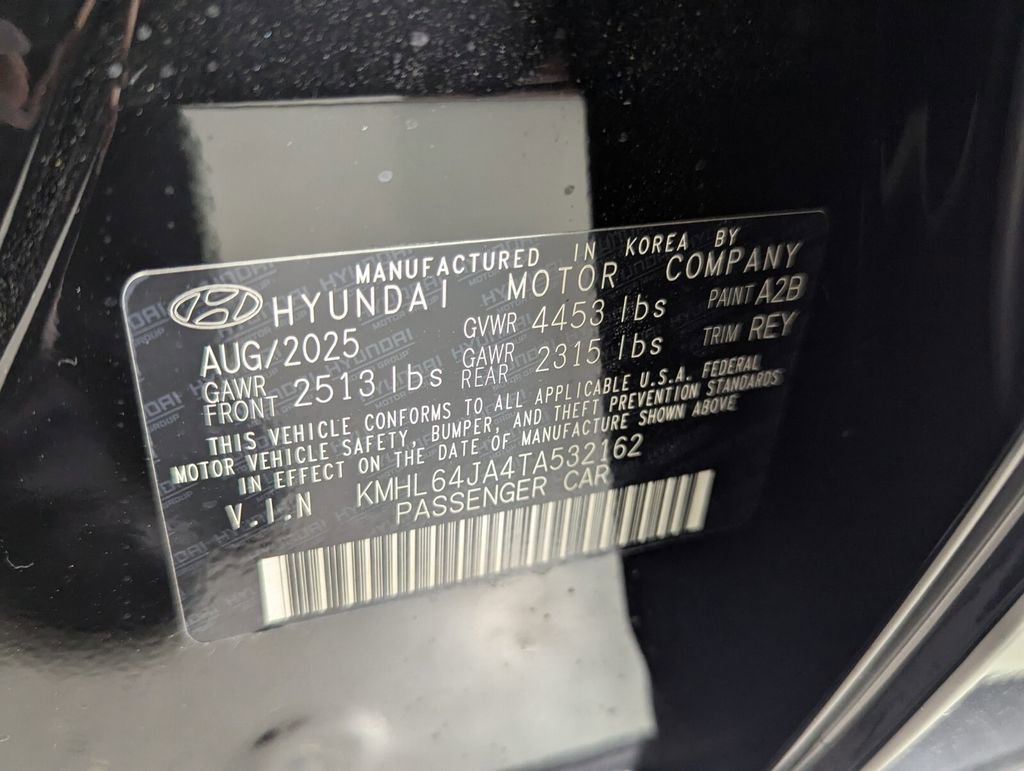 MANUFACTURED IN KOREA BY
HYUNDAI MOTOR COMPANY
AUG/2025 GVWR 4453 lbs PAINT A2B
GAWR FRONT 2513 lbs GAWR REAR 2315 lbs TRIM REY
THIS VEHICLE CONFORMS TO ALL APPLICABLE U.S.A. FEDERAL
MOTOR VEHICLE SAFETY, BUMPER, AND THEFT PREVENTION STANDARDS
IN EFFECT ON THE DATE OF MANUFACTURE SHOWN ABOVE
V.I.N KMHL64JA4TA532162
PASSENGER CAR